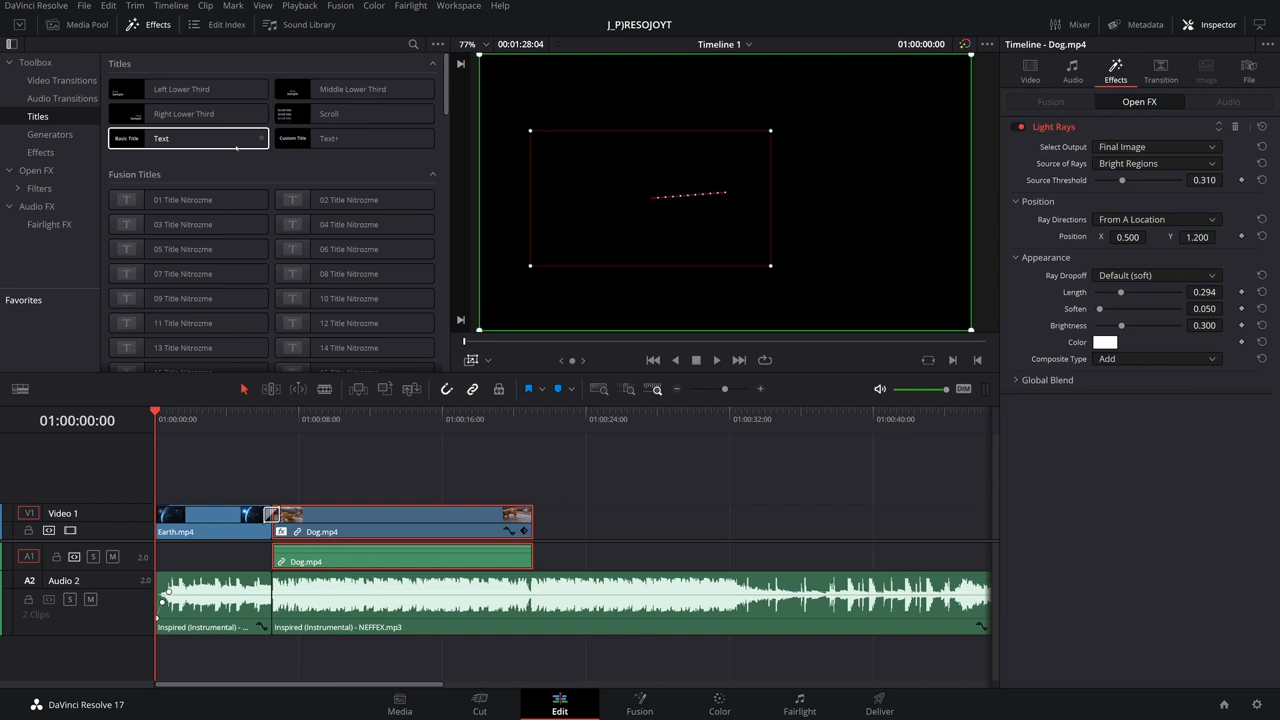 DaVinci Resolve File Edit Trim Timeline Clip Mark View Playback Fusion Color Fairlight Workspace Help
Media Pool Effects Edit Index Sound Library J_P)RESOJOYT Mixer Metadata Inspector
77% 00:01:28:04 Timeline 1 01:00:00:00 Timeline - Dog.mp4
Toolbox
Video Transitions
Audio Transitions
Titles
Generators
Effects
Open FX
Filters
Audio FX
Fairlight FX
Favorites
Titles
Left Lower Third Middle Lower Third
Right Lower Third Scroll
Basic Title Text Custom Title Text+
Fusion Titles
01 Title Nitrozme 02 Title Nitrozme
03 Title Nitrozme 04 Title Nitrozme
05 Title Nitrozme 06 Title Nitrozme
07 Title Nitrozme 08 Title Nitrozme
09 Title Nitrozme 10 Title Nitrozme
11 Title Nitrozme 12 Title Nitrozme
13 Title Nitrozme 14 Title Nitrozme
Video Audio Effects Transition Image File
Fusion Open FX Audio
Light Rays
Select Output Final Image
Source of Rays Bright Regions
Source Threshold 0.310
Position
Ray Directions From A Location
Position X 0.500 Y 1.200
Appearance
Ray Dropoff Default (soft)
Length 0.294
Soften 0.050
Brightness 0.300
Color
Composite Type Add
Global Blend
DIM
01:00:00:00 01:00:00:00 01:00:08:00 01:00:16:00 01:00:24:00 01:00:32:00 01:00:40:00
V1 Video 1
Earth.mp4 Dog.mp4
A1 S M 2.0
Dog.mp4
A2 Audio 2 2.0
S M
2 Clips
Inspired (Instrumental) - ... Inspired (Instrumental) - NEFFEX.mp3
DaVinci Resolve 17 Media Cut Edit Fusion Color Fairlight Deliver